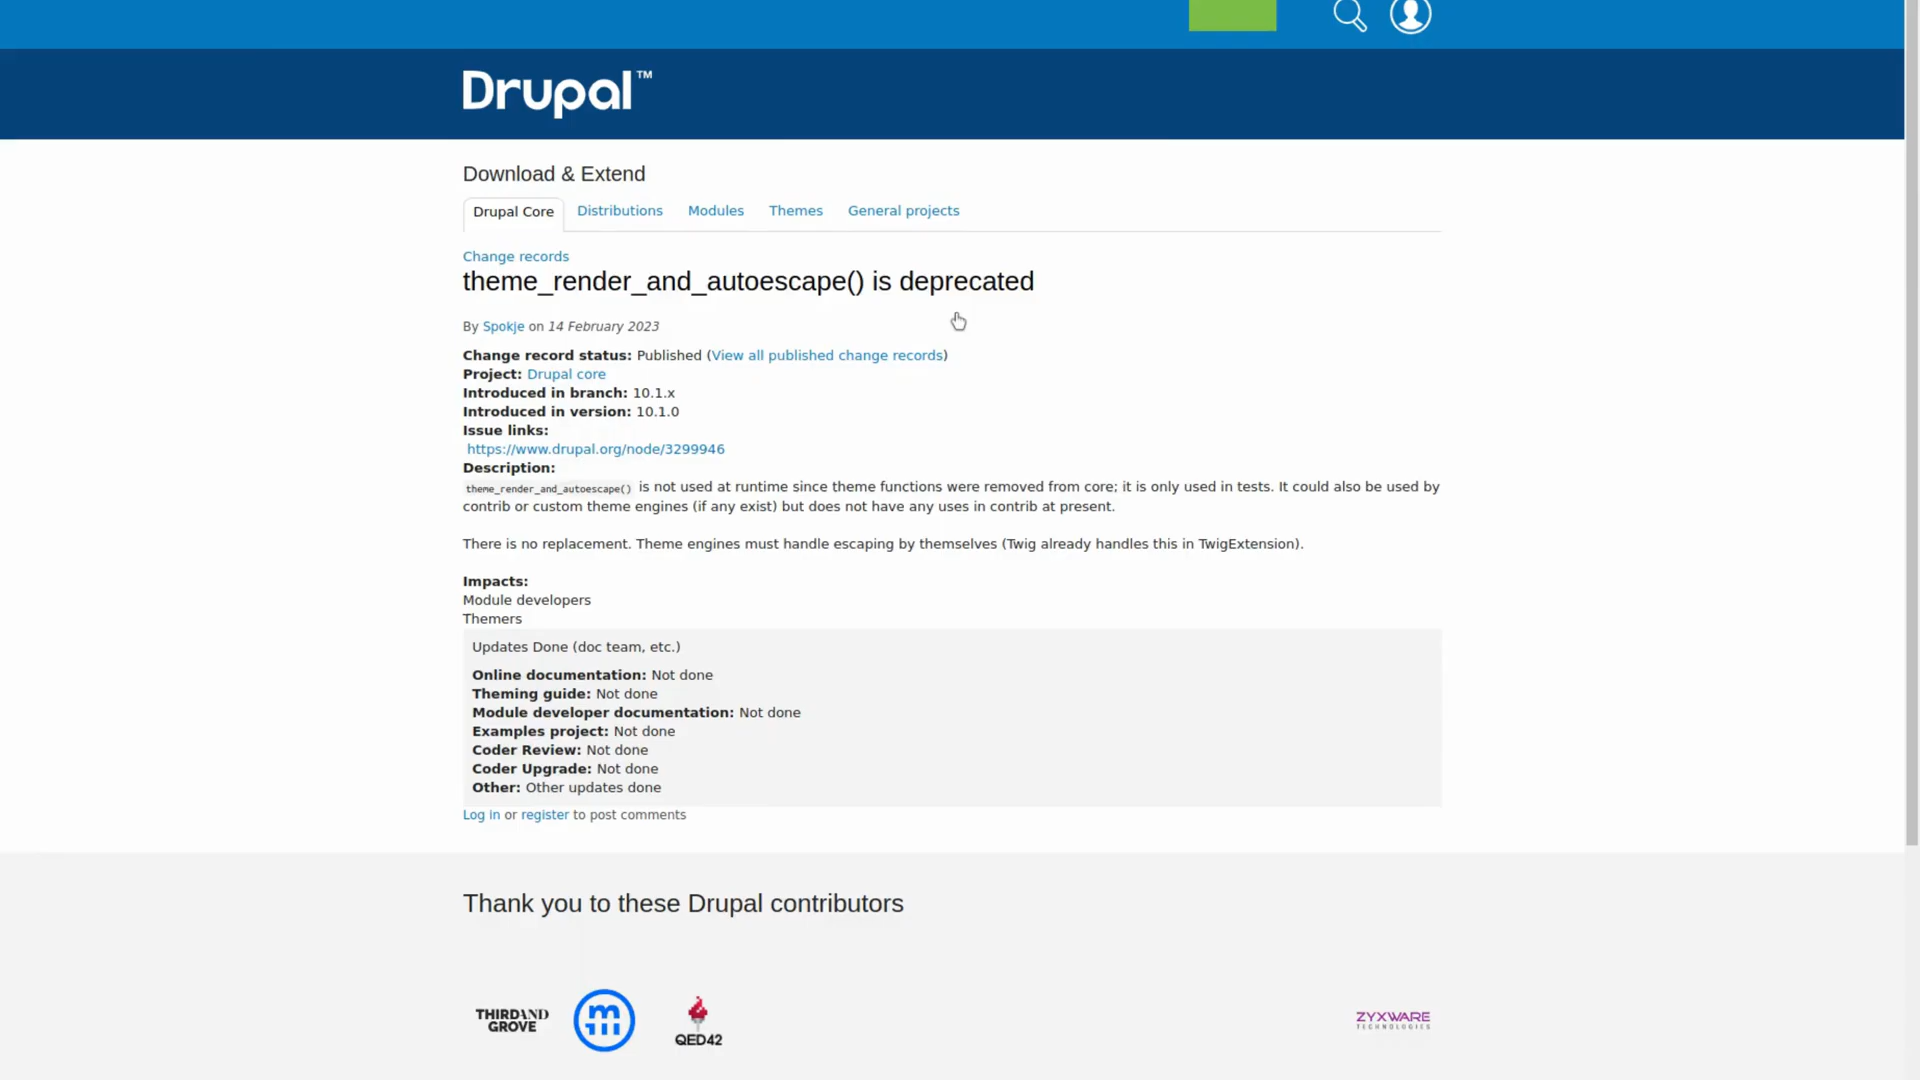 Drupal™
Download & Extend
Drupal Core
Distributions
Modules
Themes
General projects
Change records
theme_render_and_autoescape() is deprecated
By Spokje on 14 February 2023
Change record status: Published (View all published change records)
Project: Drupal core
Introduced in branch: 10.1.x
Introduced in version: 10.1.0
Issue links:
https://www.drupal.org/node/3299946
Description:
theme_render_and_autoescape() is not used at runtime since theme functions were removed from core; it is only used in tests. It could also be used by
contrib or custom theme engines (if any exist) but does not have any uses in contrib at present.
There is no replacement. Theme engines must handle escaping by themselves (Twig already handles this in TwigExtension).
Impacts:
Module developers
Themers
Updates Done (doc team, etc.)
Online documentation: Not done
Theming guide: Not done
Module developer documentation: Not done
Examples project: Not done
Coder Review: Not done
Coder Upgrade: Not done
Other: Other updates done
Log in or register to post comments
Thank you to these Drupal contributors
THIRDAND
GROVE
QED42
ZYXWARE
TECHNOLOGIES